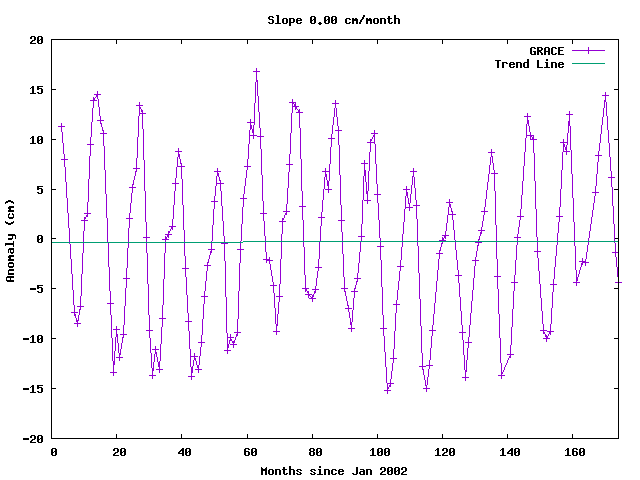 Slope 0.00 cm/month
GRACE
Trend Line
20
15
10
5
0
-5
-10
-15
-20
Anomaly (cm)
0 20 40 60 80 100 120 140 160
Months since Jan 2002